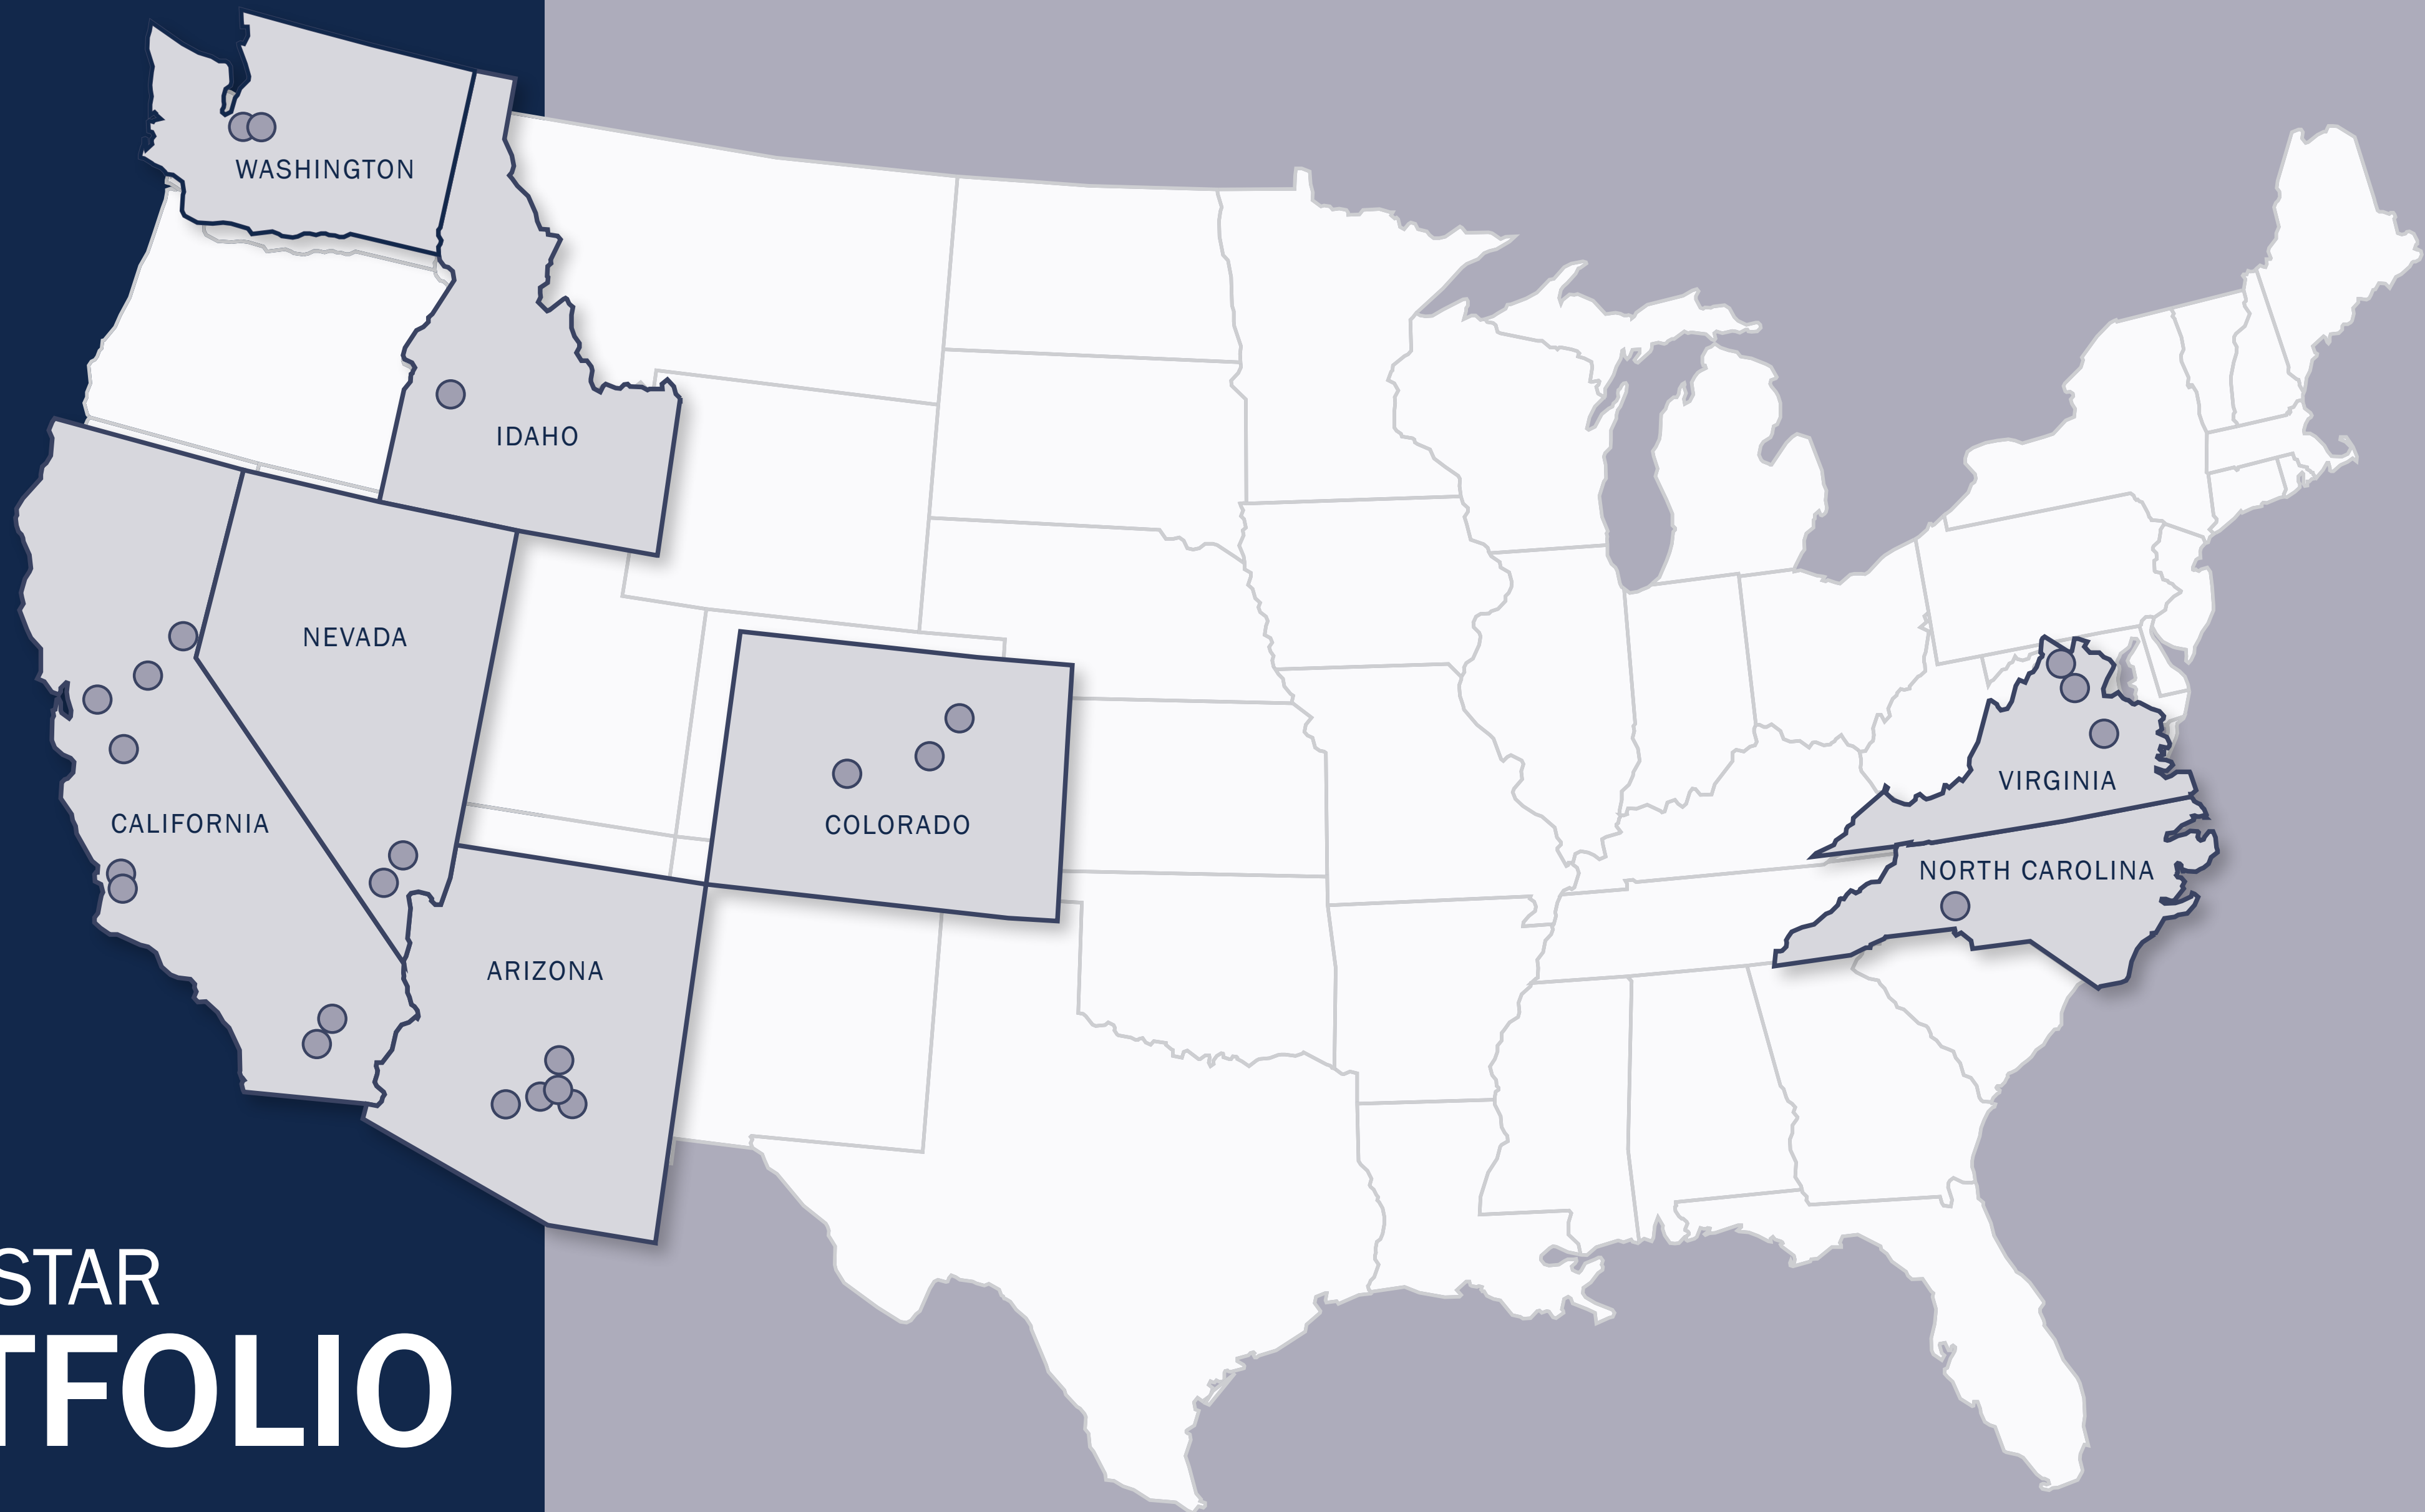 WASHINGTON
IDAHO
NEVADA
CALIFORNIA
COLORADO
ARIZONA
VIRGINIA
NORTH CAROLINA
STAR
TFOLIO